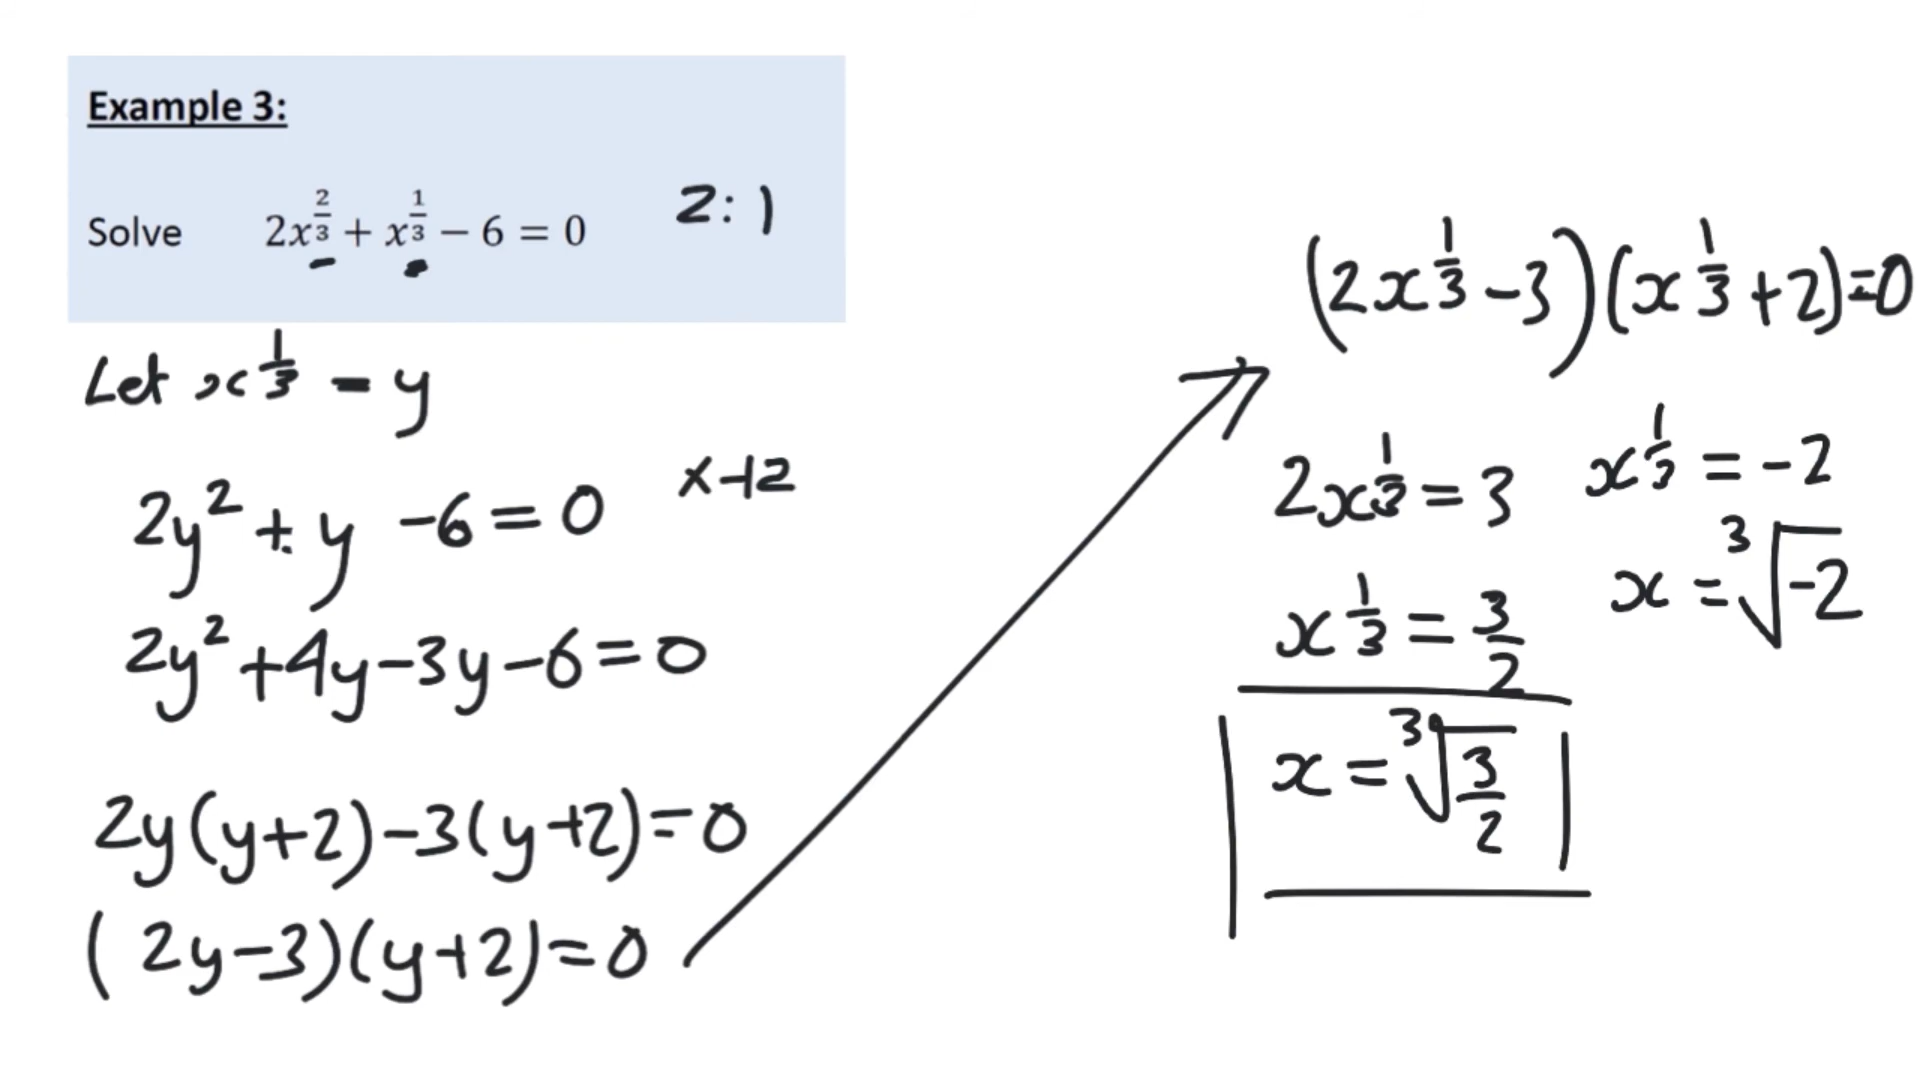 Example 3:
Solve 2x^(2/3) + x^(1/3) − 6 = 0 2:1
Let x^(1/3) = y
2y² + y -6 = 0 x -12
2y² + 4y - 3y - 6 = 0
2y(y+2) - 3(y+2) = 0
(2y-3)(y+2) = 0
(2x^(1/3) - 3)(x^(1/3) + 2) = 0
2x^(1/3) = 3 x^(1/3) = -2
x^(1/3) = 3/2 x = ∛-2
x = ∛(3/2)